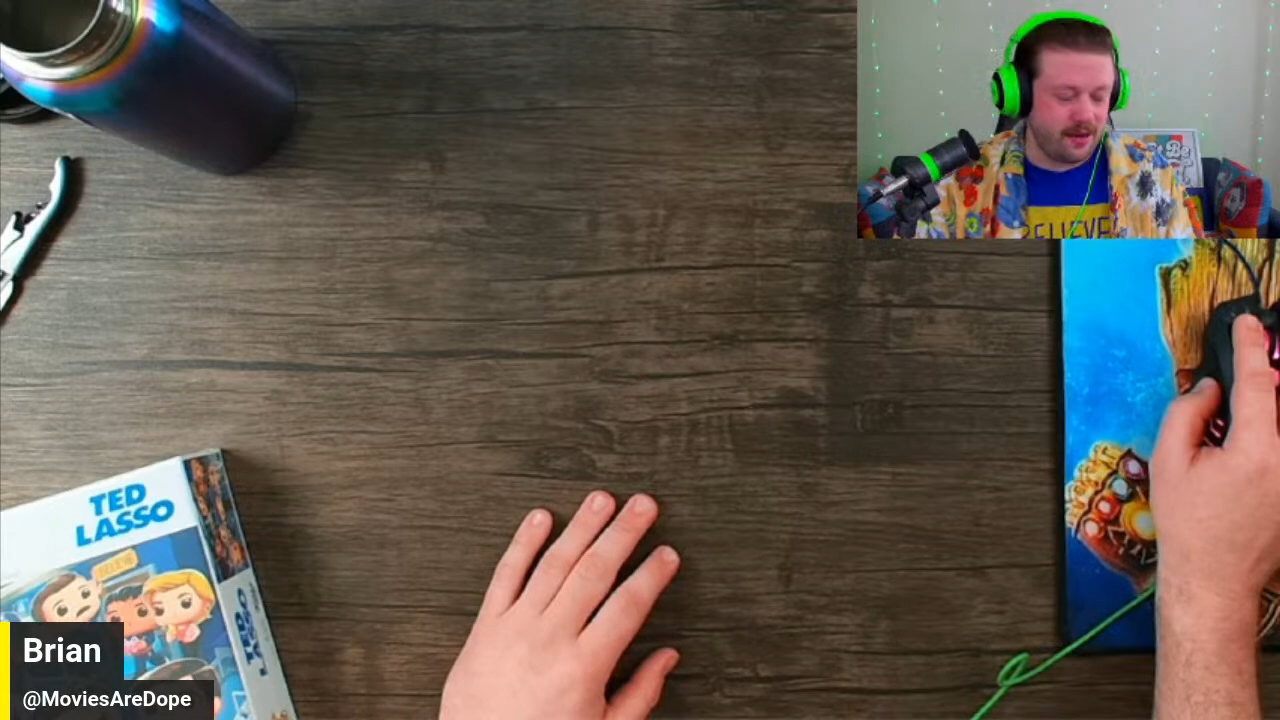 BELIEVE
TED
LASSO
BELIEVE
TED
LASSO
Brian
@MoviesAreDope